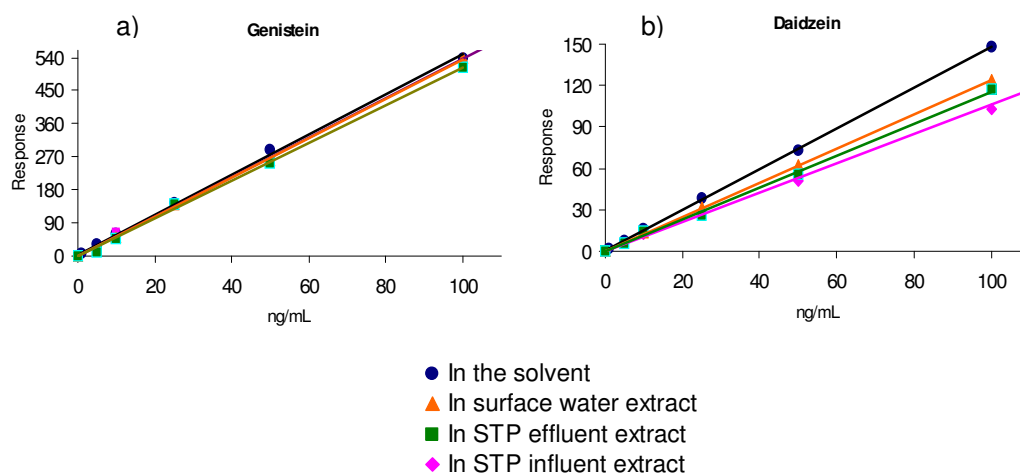 a)
Genistein
540
450
360
270
180
90
0
Response
0 20 40 60 80 100
ng/mL
b)
Daidzein
150
120
90
60
30
0
Response
0 20 40 60 80 100
ng/mL
In the solvent
In surface water extract
In STP effluent extract
In STP influent extract